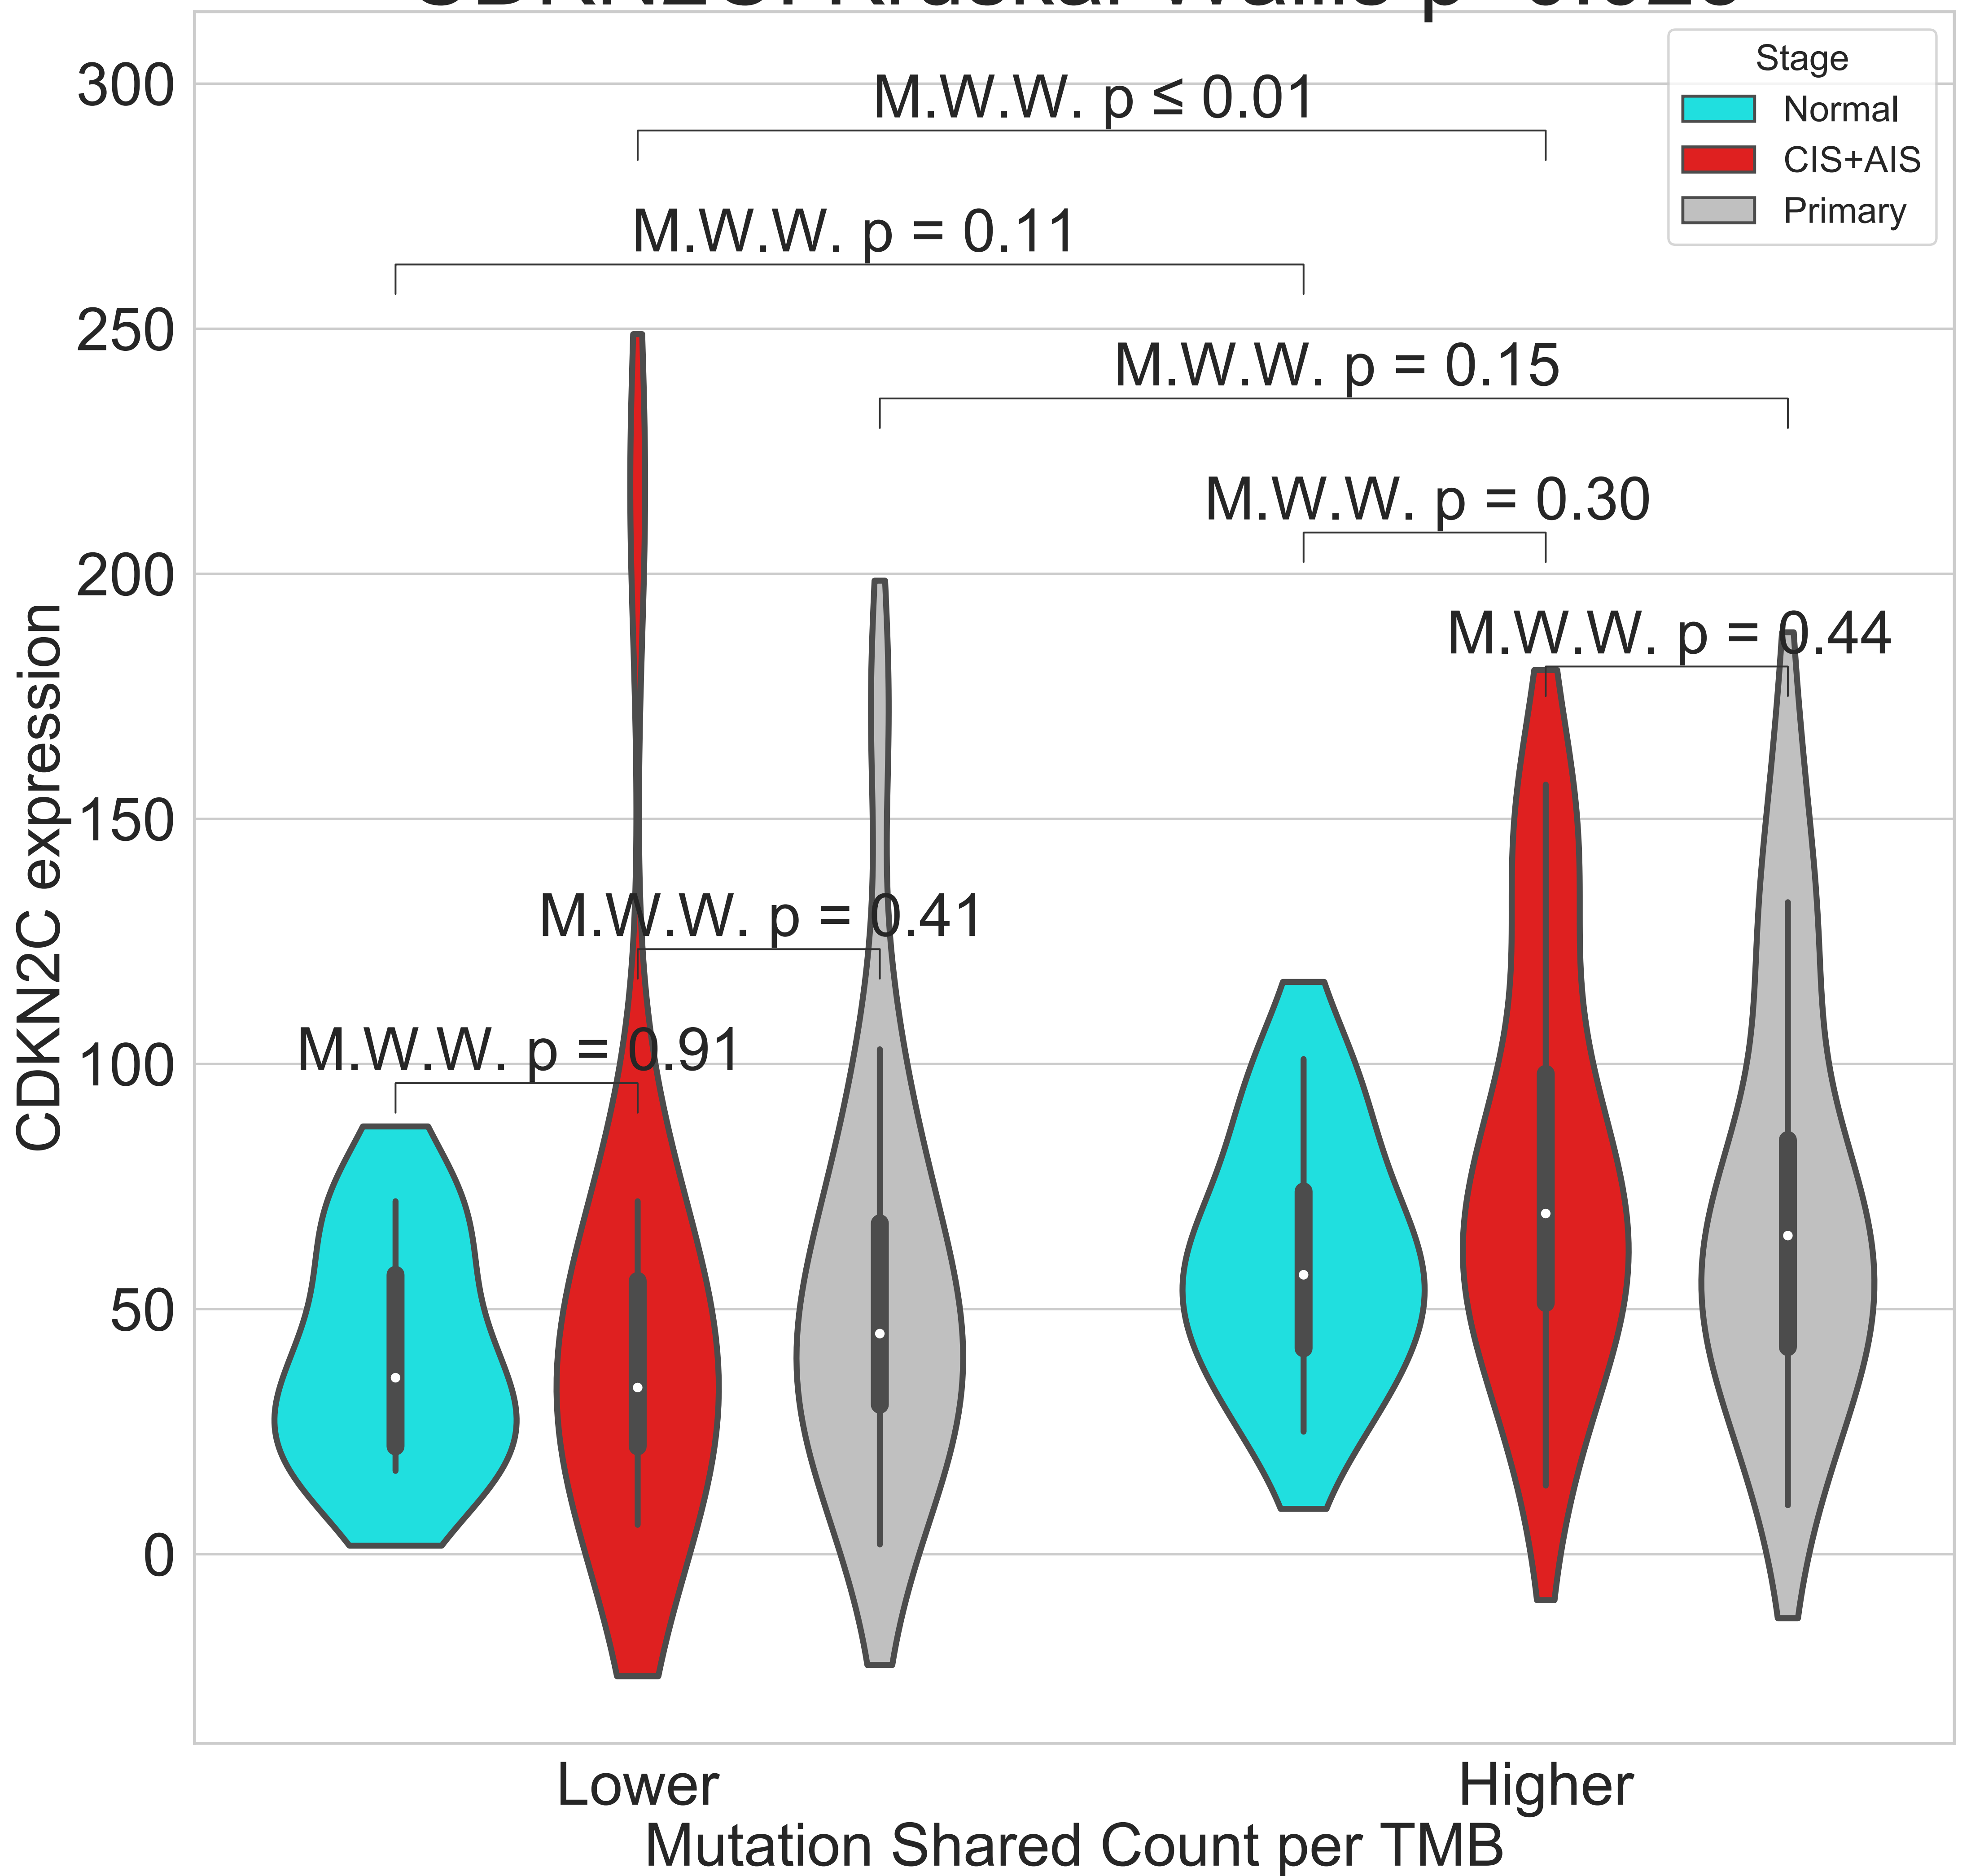 300
250
200
150
100
50
0
CDKN2C expression
M.W.W. p ≤ 0.01
M.W.W. p = 0.11
M.W.W. p = 0.15
M.W.W. p = 0.30
M.W.W. p = 0.44
M.W.W. p = 0.41
M.W.W. p = 0.91
Stage
Normal
CIS+AIS
Primary
Lower
Higher
Mutation Shared Count per TMB